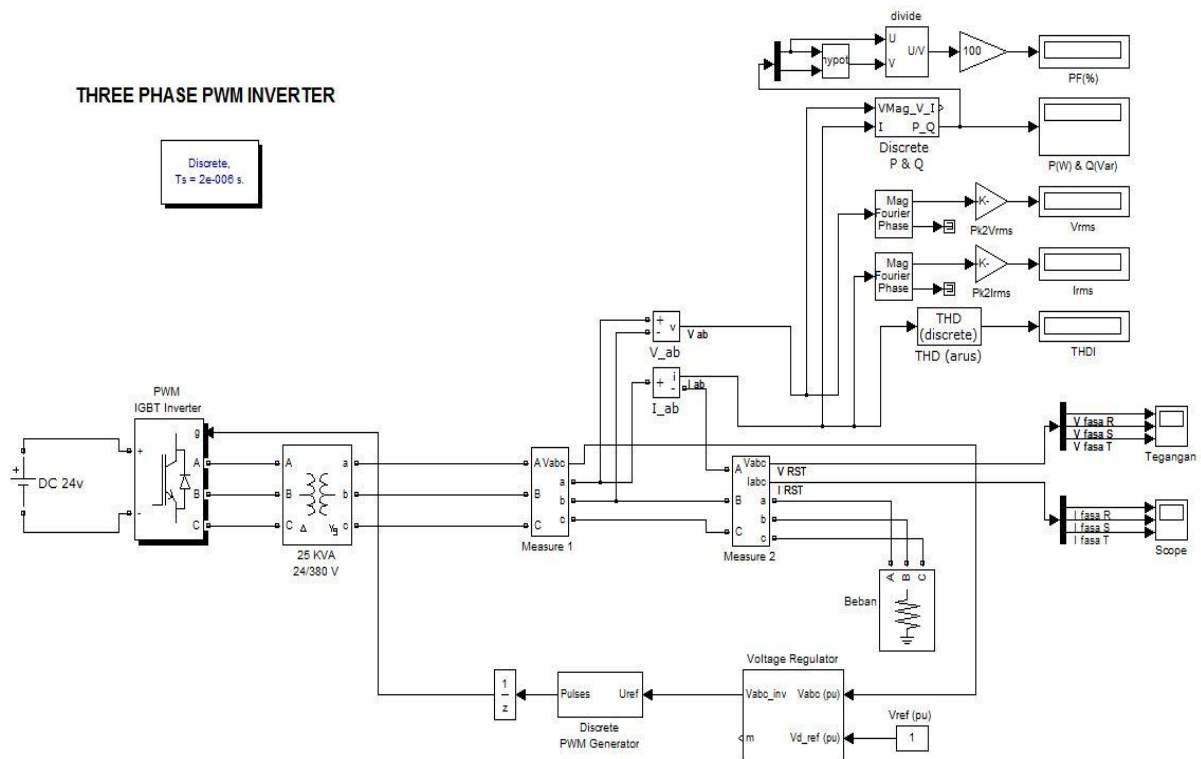 THREE PHASE PWM INVERTER
Discrete,
Ts = 2e-006 s.
divide
U
V
U/V
hypot
100
PF(%)
VMag_V_I
I
P_Q
Discrete
P & Q
P(W) & Q(Var)
Mag
Fourier
Phase
K-
Pk2Vrms
Vrms
Mag
Fourier
Phase
K-
Pk2Irms
Irms
THD
(discrete)
THD (arus)
THDI
+
-
v
V ab
V_ab
+
i
-
I ab
I_ab
PWM
IGBT Inverter
g
+
-
A
B
C
DC 24v
A
B
C
a
b
c
Δ
Yg
25 KVA
24/380 V
A
B
C
Vabc
a
b
c
Measure 1
A
B
C
Vabc
Iabc
a
b
c
Measure 2
V RST
I RST
V fasa R
V fasa S
V fasa T
Tegangan
I fasa R
I fasa S
I fasa T
Scope
A B C
Beban
Voltage Regulator
Vabc_inv
Vabc (pu)
m
Vd_ref (pu)
Vref (pu)
1
Pulses
Uref
Discrete
PWM Generator
1
z